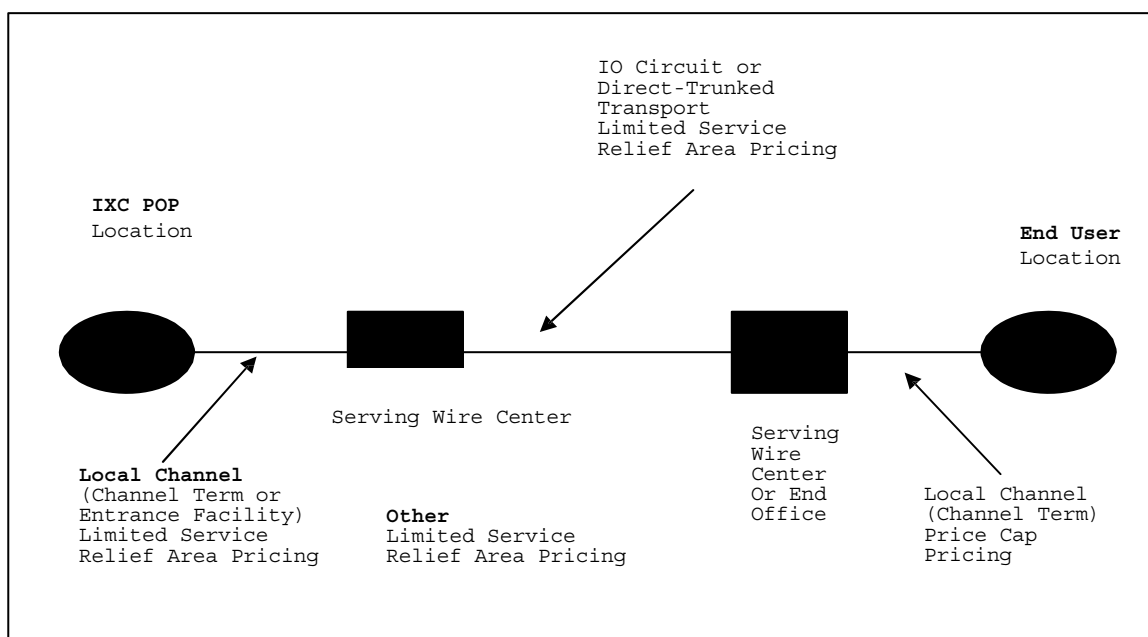 IO Circuit or
Direct-Trunked
Transport
Limited Service
Relief Area Pricing
IXC POP
Location
End User
Location
Serving Wire Center
Local Channel
(Channel Term or
Entrance Facility)
Limited Service
Relief Area Pricing
Other
Limited Service
Relief Area Pricing
Serving
Wire
Center
Or End
Office
Local Channel
(Channel Term)
Price Cap
Pricing